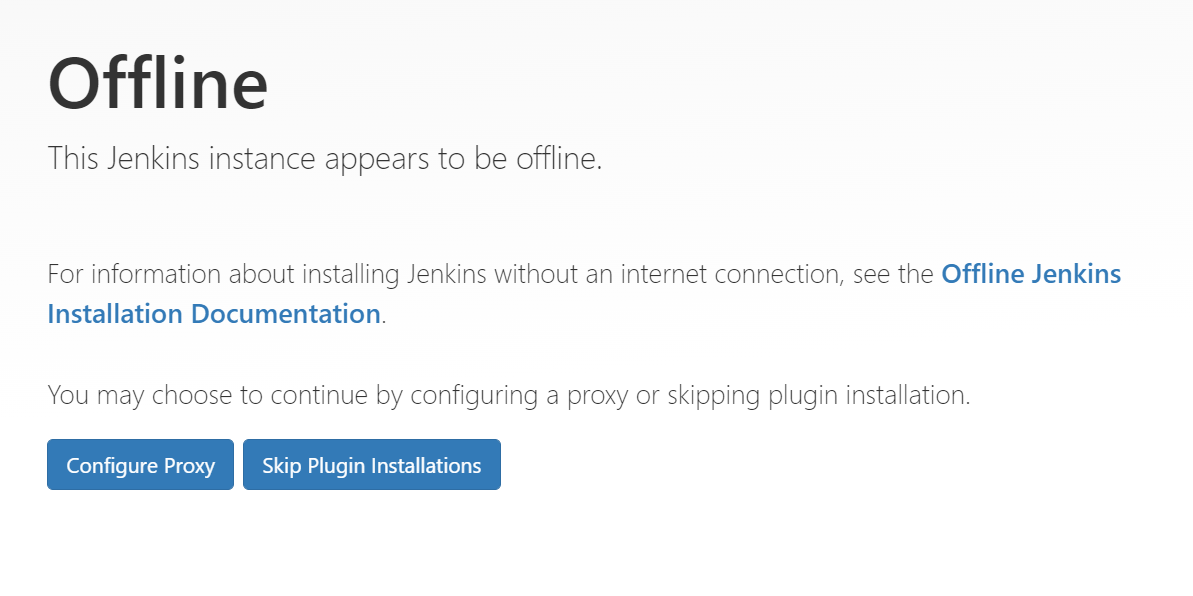 Offline
This Jenkins instance appears to be offline.
For information about installing Jenkins without an internet connection, see the Offline Jenkins
Installation Documentation.
You may choose to continue by configuring a proxy or skipping plugin installation.
Configure Proxy Skip Plugin Installations